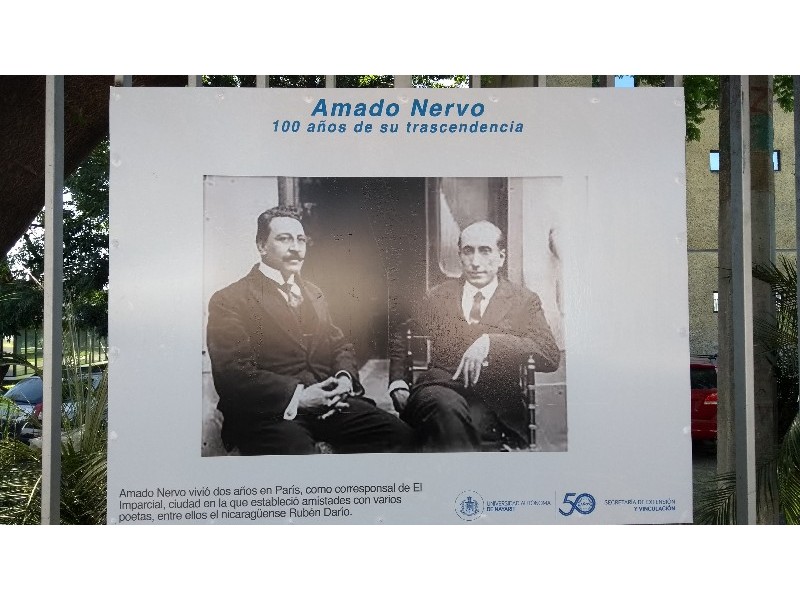 Amado Nervo
100 años de su trascendencia
Amado Nervo vivió dos años en París, como corresponsal de El
Imparcial, ciudad en la que estableció amistades con varios
poetas, entre ellos el nicaragüense Rubén Darío.
UNIVERSIDAD AUTÓNOMA
DE NAYARIT
50
SECRETARÍA DE EXTENSIÓN
Y VINCULACIÓN